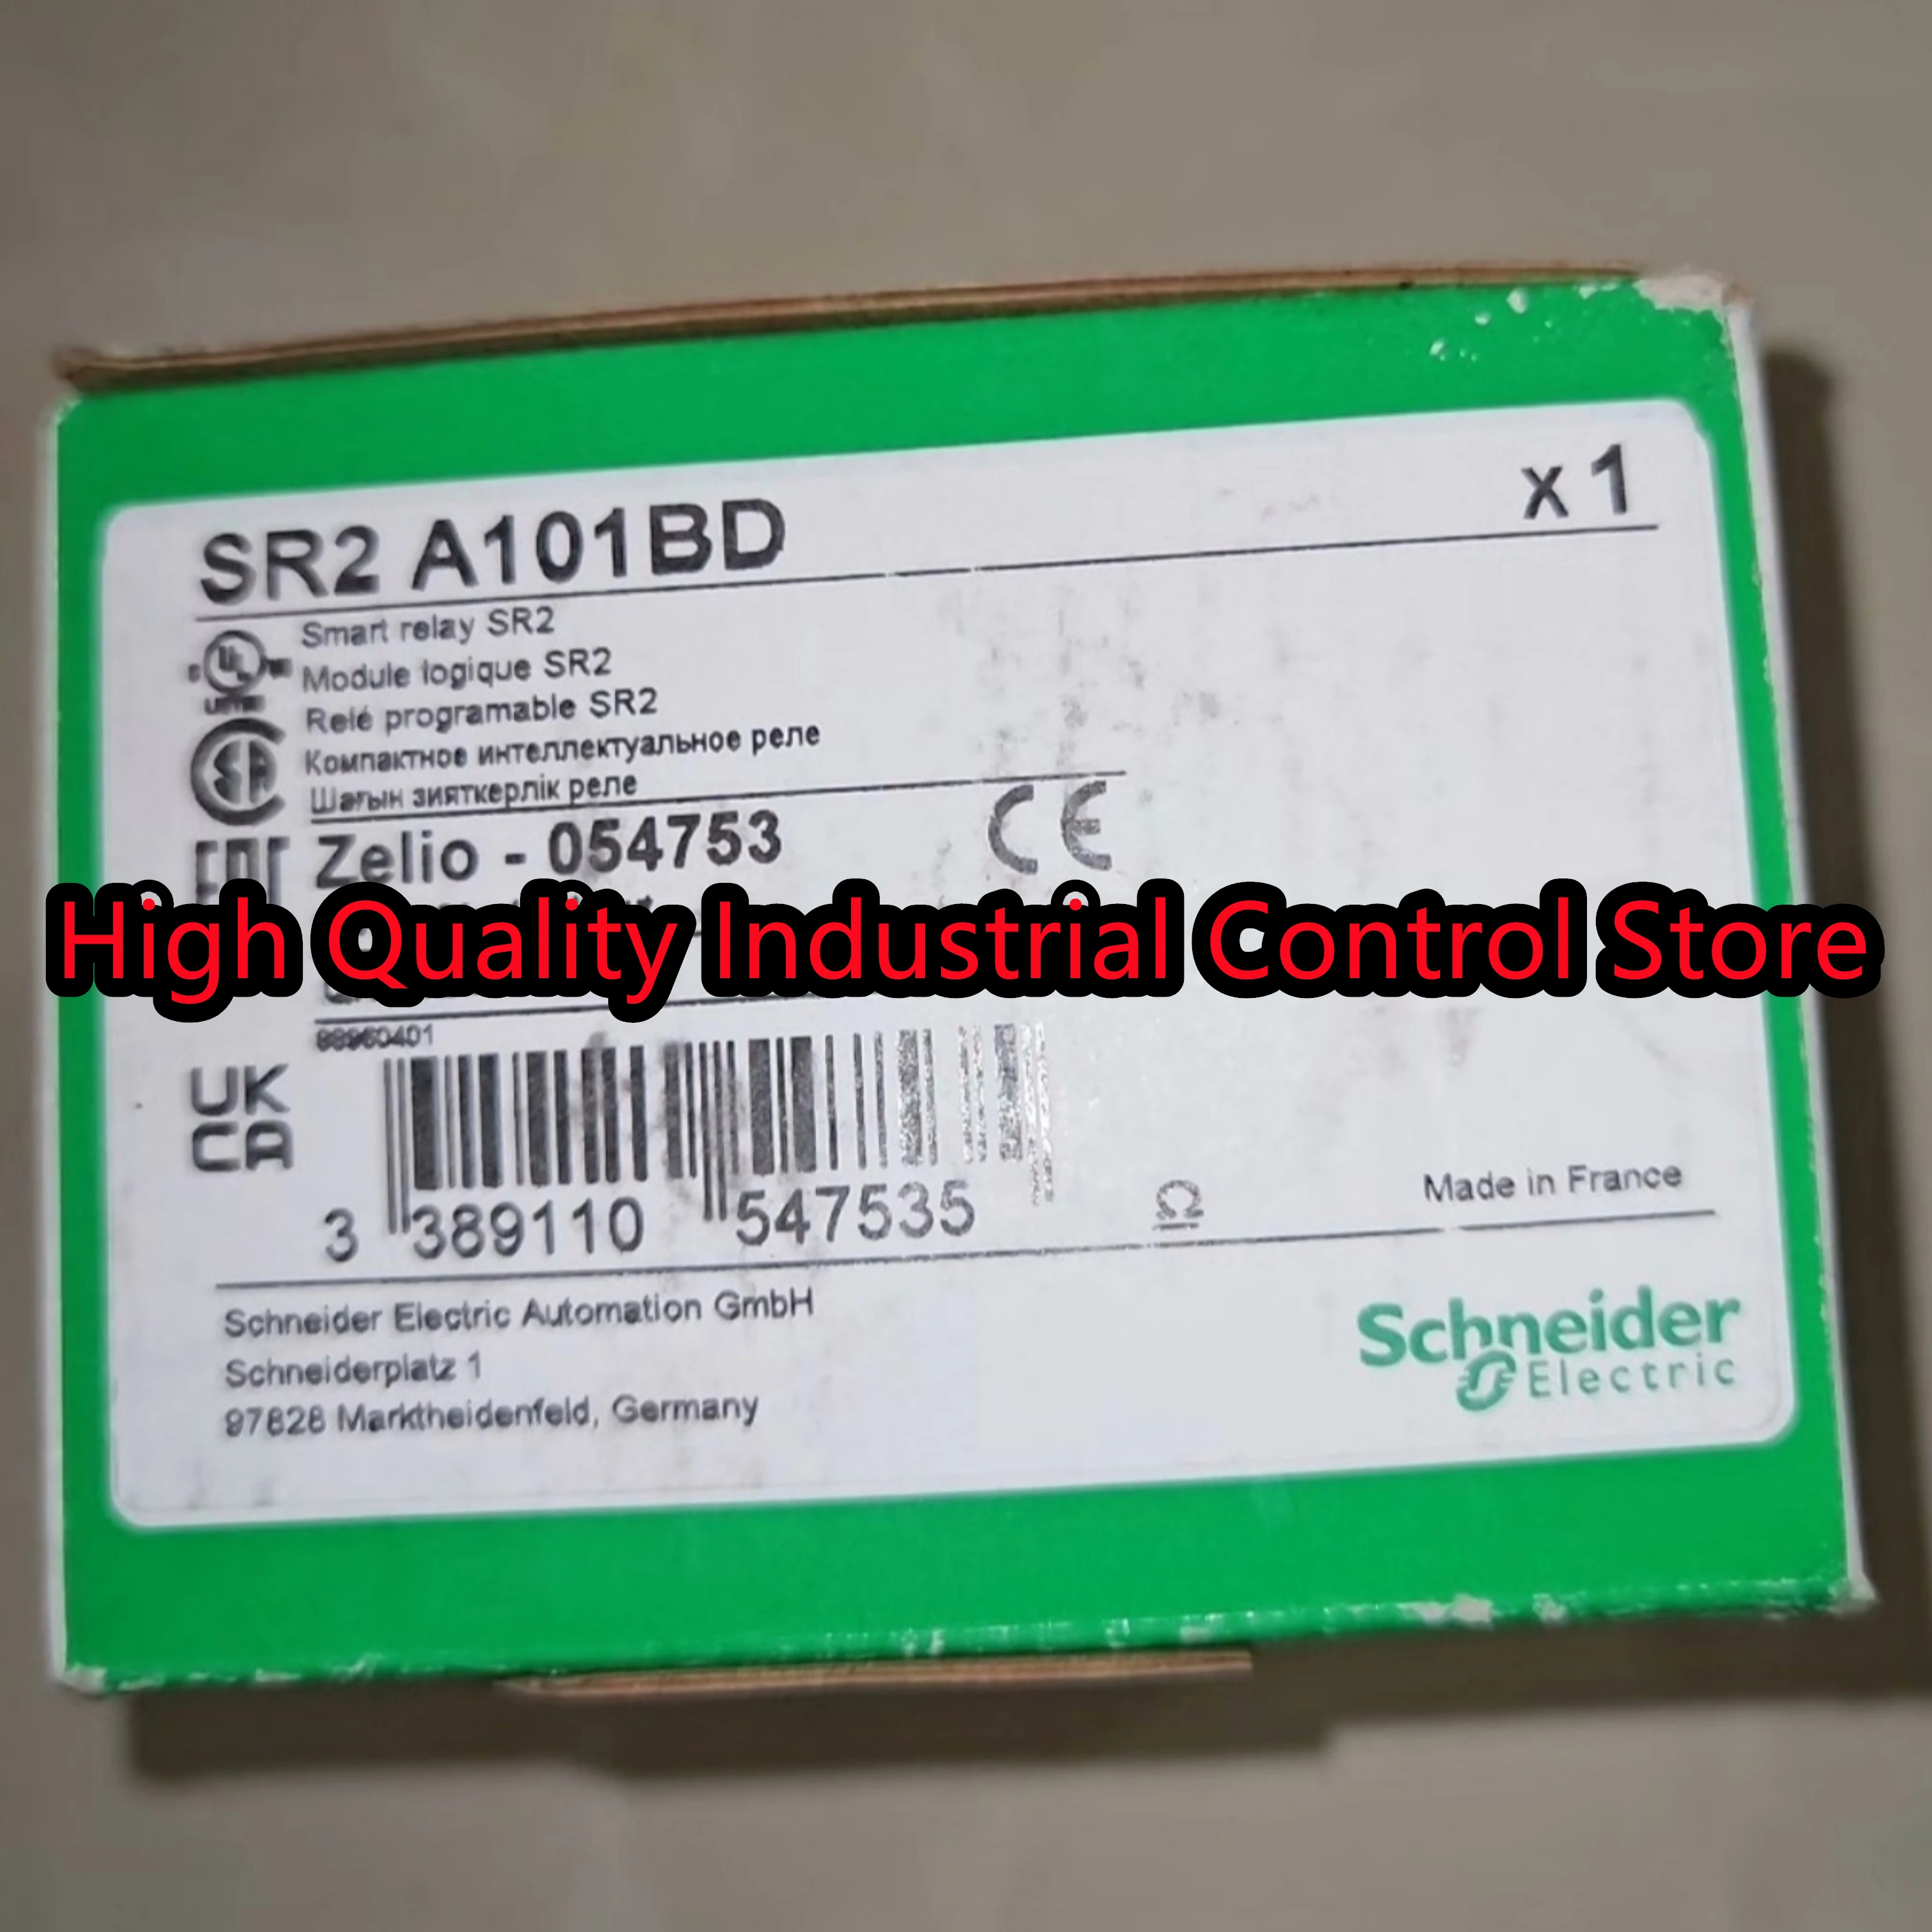 SR2 A101BD
x 1
Smart relay SR2
Module logique SR2
Relé programable SR2
Компактное интеллектуальное реле
Шағын зияткерлік реле
Zelio - 054753
CE
EAC
High Quality Industrial Control Store
UK
CA
3 389110 547535
Made in France
Schneider Electric Automation GmbH
Schneiderplatz 1
97828 Marktheidenfeld, Germany
Schneider
Electric